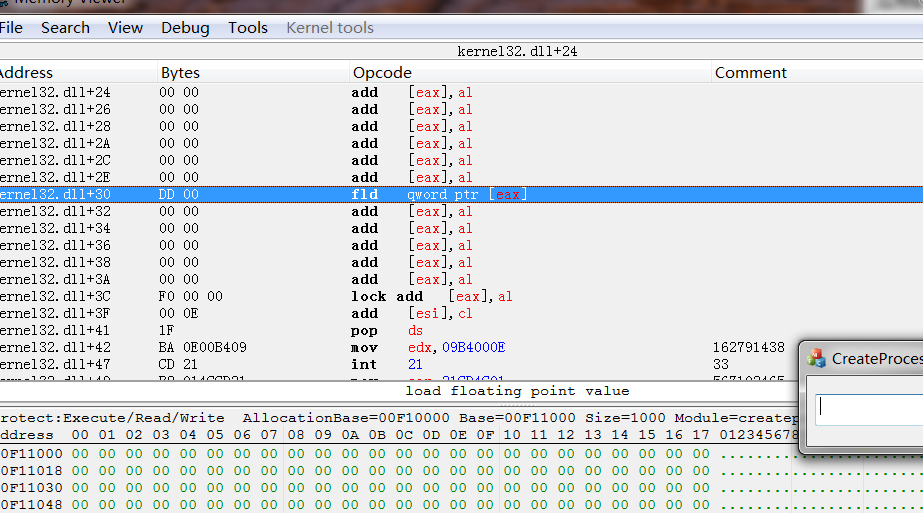 Memory Viewer
File Search View Debug Tools Kernel tools
kernel32.dll+24
Address Bytes Opcode Comment
ernel32.dll+24 00 00 add [eax],al
ernel32.dll+26 00 00 add [eax],al
ernel32.dll+28 00 00 add [eax],al
ernel32.dll+2A 00 00 add [eax],al
ernel32.dll+2C 00 00 add [eax],al
ernel32.dll+2E 00 00 add [eax],al
ernel32.dll+30 DD 00 fld qword ptr [eax]
ernel32.dll+32 00 00 add [eax],al
ernel32.dll+34 00 00 add [eax],al
ernel32.dll+36 00 00 add [eax],al
ernel32.dll+38 00 00 add [eax],al
ernel32.dll+3A 00 00 add [eax],al
ernel32.dll+3C F0 00 00 lock add [eax],al
ernel32.dll+3F 00 0E add [esi],cl
ernel32.dll+41 1F pop ds
ernel32.dll+42 BA 0E00B409 mov edx,09B4000E 162791438
ernel32.dll+47 CD 21 int 21 33
CreateProces
load floating point value
rotect:Execute/Read/Write AllocationBase=00F10000 Base=00F11000 Size=1000 Module=createp
ddress 00 01 02 03 04 05 06 07 08 09 0A 0B 0C 0D 0E 0F 10 11 12 13 14 15 16 17 012345678
0F11000 00 00 00 00 00 00 00 00 00 00 00 00 00 00 00 00 00 00 00 00 00 00 00 00 ........
0F11018 00 00 00 00 00 00 00 00 00 00 00 00 00 00 00 00 00 00 00 00 00 00 00 00 ........
0F11030 00 00 00 00 00 00 00 00 00 00 00 00 00 00 00 00 00 00 00 00 00 00 00 00 ........
0F11048 00 00 00 00 00 00 00 00 00 00 00 00 00 00 00 00 00 00 00 00 00 00 00 00 ........